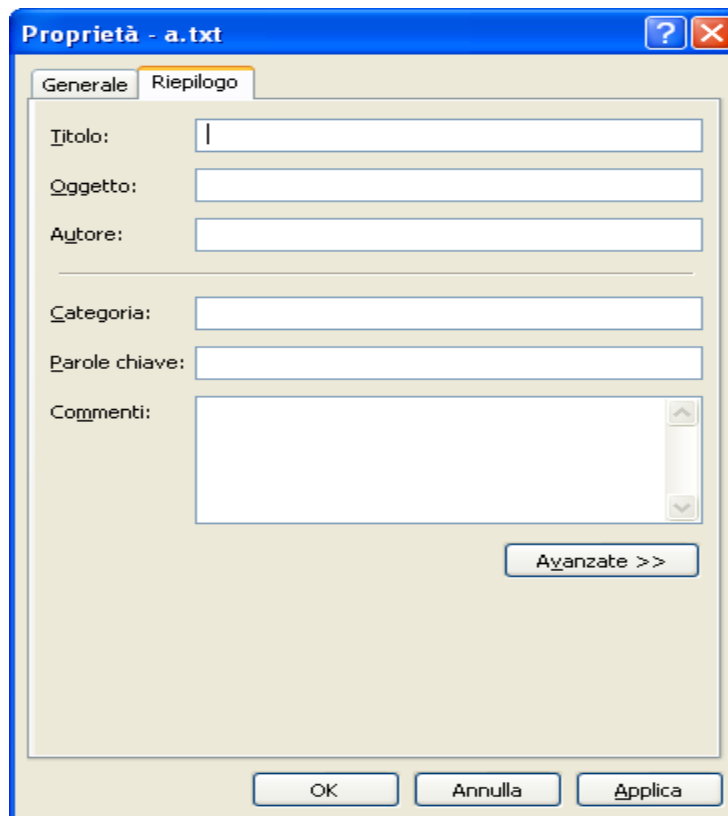 Proprietà - a.txt
Generale
Riepilogo
Titolo:
Oggetto:
Autore:
Categoria:
Parole chiave:
Commenti:
Avanzate >>
OK
Annulla
Applica